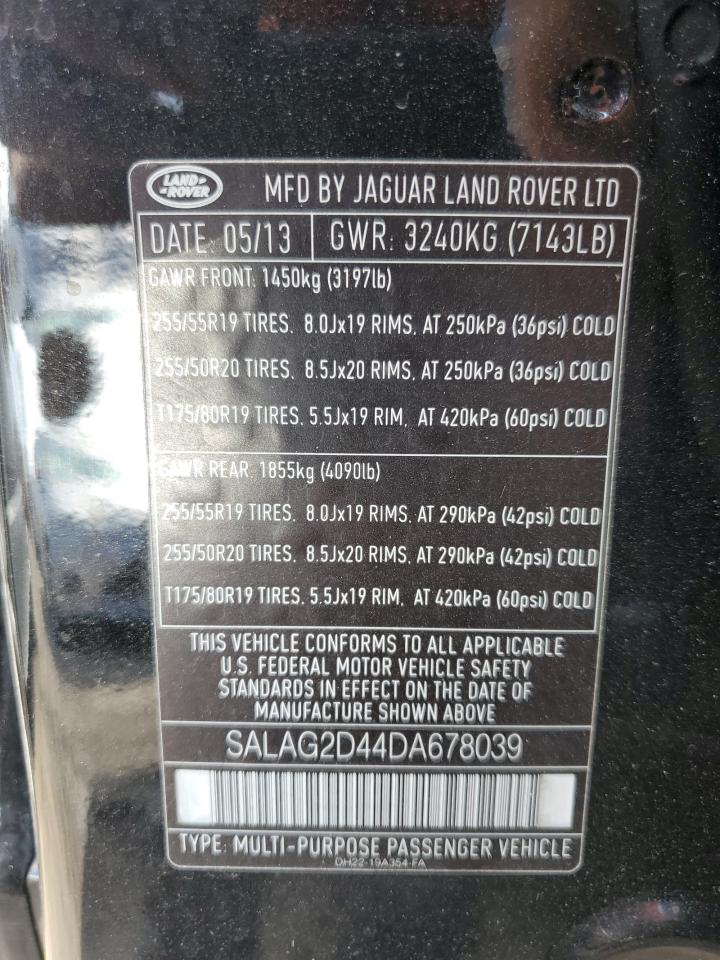 LAND ROVER MFD BY JAGUAR LAND ROVER LTD
DATE: 05/13 GWR: 3240KG (7143LB)
GAWR FRONT: 1450kg (3197lb)
255/55R19 TIRES, 8.0Jx19 RIMS, AT 250kPa (36psi) COLD
255/50R20 TIRES, 8.5Jx20 RIMS, AT 250kPa (36psi) COLD
T175/80R19 TIRES, 5.5Jx19 RIM, AT 420kPa (60psi) COLD
GAWR REAR: 1855kg (4090lb)
255/55R19 TIRES, 8.0Jx19 RIMS, AT 290kPa (42psi) COLD
255/50R20 TIRES, 8.5Jx20 RIMS, AT 290kPa (42psi) COLD
T175/80R19 TIRES, 5.5Jx19 RIM, AT 420kPa (60psi) COLD
THIS VEHICLE CONFORMS TO ALL APPLICABLE
U.S. FEDERAL MOTOR VEHICLE SAFETY
STANDARDS IN EFFECT ON THE DATE OF
MANUFACTURE SHOWN ABOVE
SALAG2D44DA678039
TYPE: MULTI-PURPOSE PASSENGER VEHICLE
DH22-19A354-FA